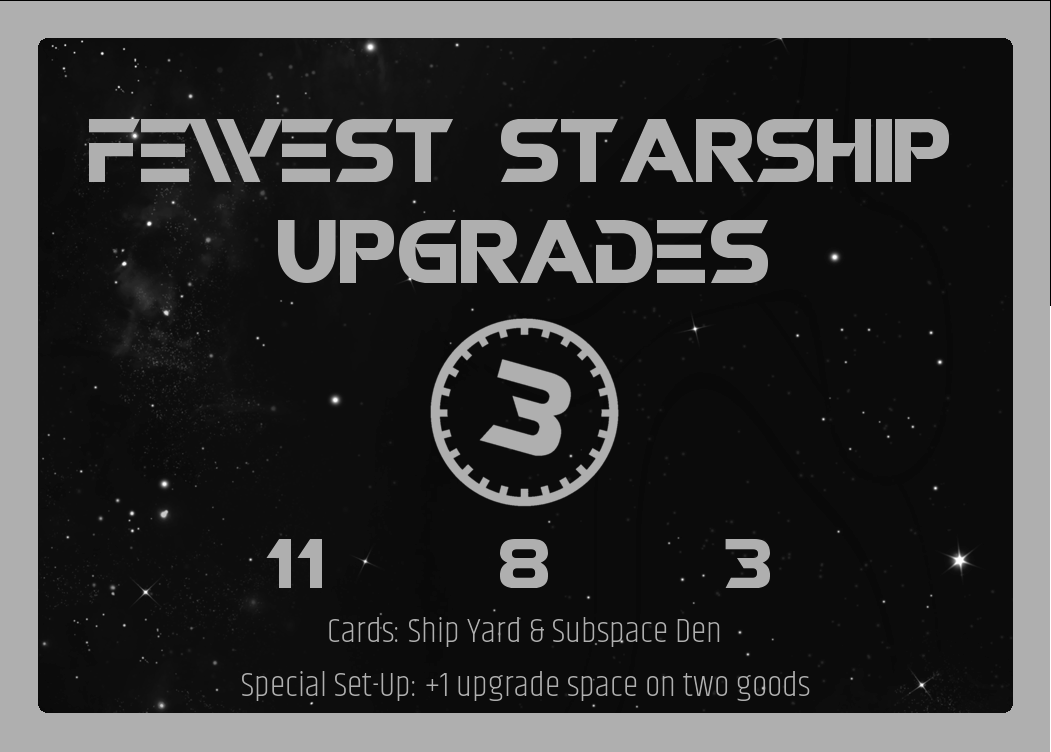 FEWEST STARSHIP
UPGRADES
3
11 8 3
Cards: Ship Yard & Subspace Den
Special Set-Up: +1 upgrade space on two goods